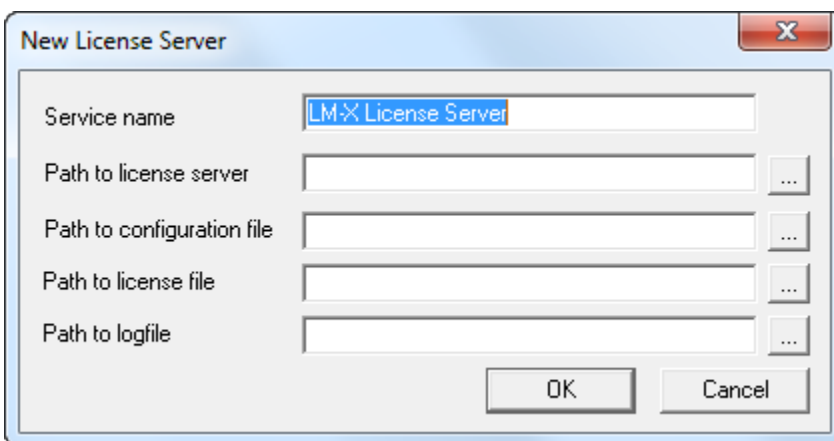 New License Server
Service name LM-X License Server
Path to license server ...
Path to configuration file ...
Path to license file ...
Path to logfile ...
OK Cancel